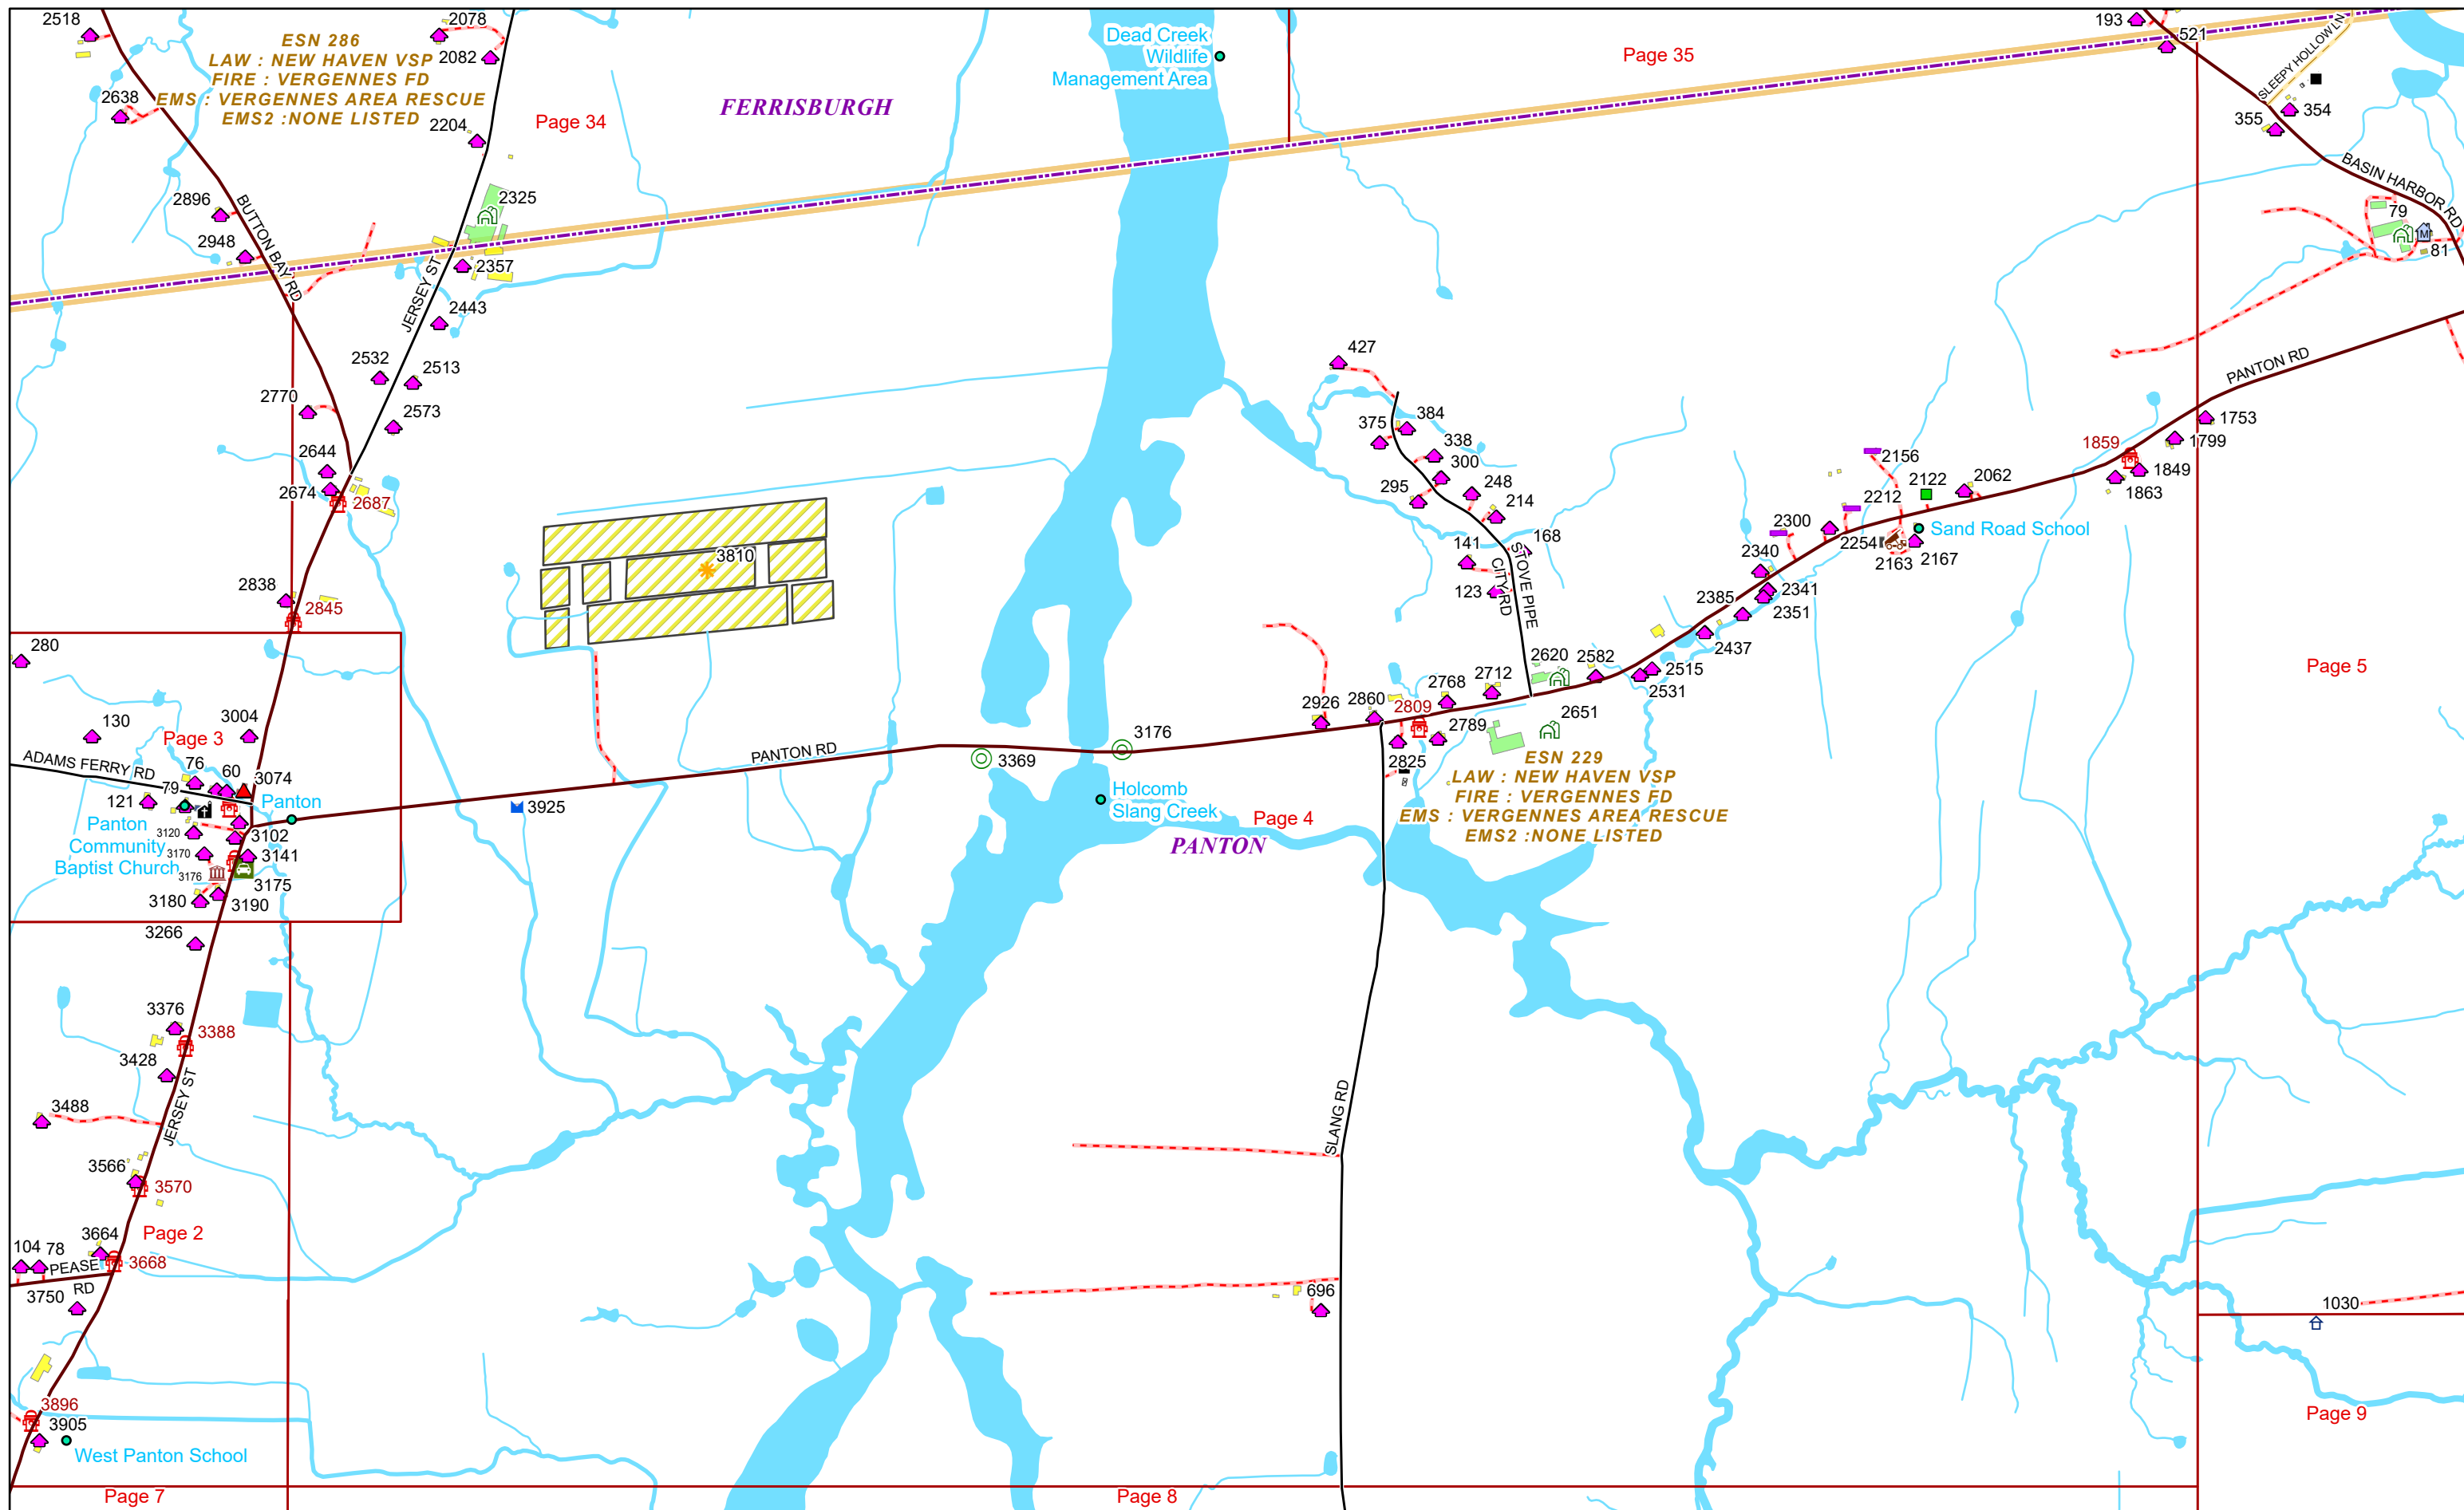 2518
2078
193
521
ESN 286
LAW : NEW HAVEN VSP
FIRE : VERGENNES FD
EMS : VERGENNES AREA RESCUE
EMS2 :NONE LISTED
2082
Dead Creek
Wildlife
Management Area
Page 35
SLEEPY HOLLOW LN
2638
FERRISBURGH
2204
Page 34
355
354
BASIN HARBOR RD
2896
BUTTON BAY RD
2325
79
2948
81
2357
JERSEY ST
2443
427
PANTON RD
2532
2513
2770
2573
375
384
338
300
1753
1799
1859
1849
1863
2644
2674
2687
295
248
214
2156
2122
2062
2212
2300
Sand Road School
2254
2163
2167
3810
141
168
STOVE PIPE
CITY RD
123
2340
2341
2385
2351
2437
2838
2845
280
2620
2582
2515
2531
Page 5
130
3004
Page 3
2926
2860
2809
2768
2712
2789
2651
ADAMS FERRY RD
76
60
3074
79
121
Panton
PANTON RD
3369
3176
2825
ESN 229
LAW : NEW HAVEN VSP
FIRE : VERGENNES FD
EMS : VERGENNES AREA RESCUE
EMS2 :NONE LISTED
3925
Holcomb
Slang Creek
Page 4
PANTON
Panton
Community
Baptist Church
3120
3102
3170
3141
3176
3175
3180
3190
3266
3376
3388
3428
JERSEY ST
3488
SLANG RD
3566
3570
Page 2
3664
104
78
3668
PEASE
RD
3750
696
1030
3896
3905
West Panton School
Page 9
Page 7
Page 8